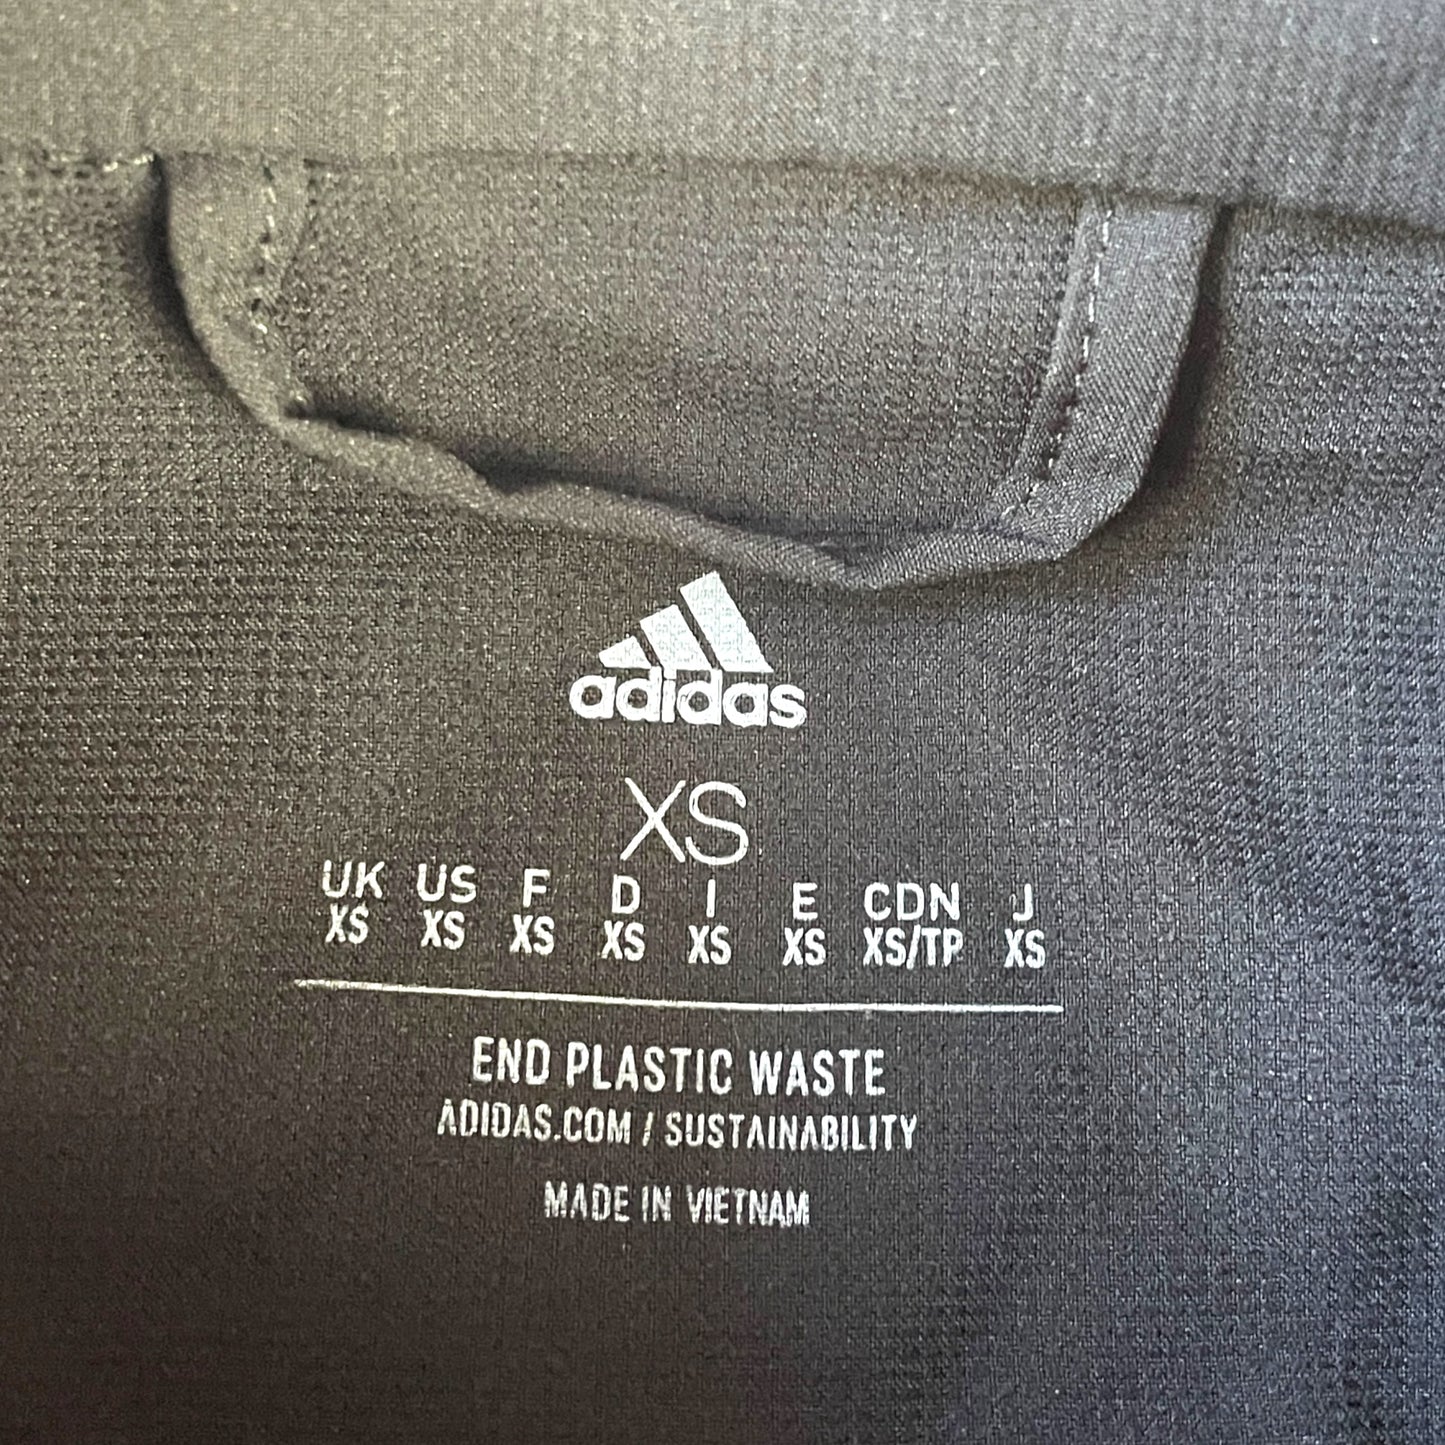 adidas
XS
UK US F D I E CDN J
XS XS XS XS XS XS XS/TP XS
END PLASTIC WASTE
ADIDAS.COM / SUSTAINABILITY
MADE IN VIETNAM